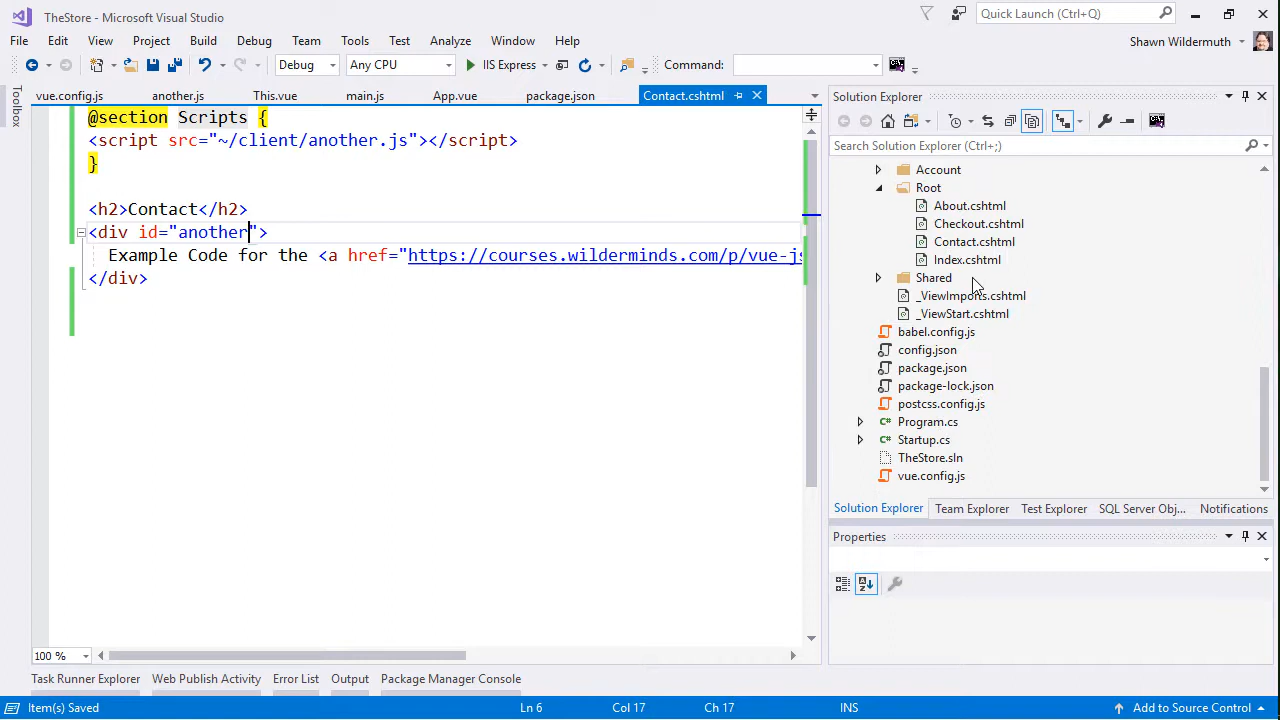 TheStore - Microsoft Visual Studio
Quick Launch (Ctrl+Q)
File Edit View Project Build Debug Team Tools Test Analyze Window Help
Shawn Wildermuth
Debug Any CPU IIS Express Command:
Toolbox
vue.config.js another.js This.vue main.js App.vue package.json Contact.cshtml
@section Scripts {
<script src="~/client/another.js"></script>
}
<h2>Contact</h2>
<div id="another">
Example Code for the <a href="https://courses.wilderminds.com/p/vue-js
</div>
100 %
Solution Explorer
Search Solution Explorer (Ctrl+;)
Account
Root
About.cshtml
Checkout.cshtml
Contact.cshtml
Index.cshtml
Shared
_ViewImports.cshtml
_ViewStart.cshtml
babel.config.js
config.json
package.json
package-lock.json
postcss.config.js
Program.cs
Startup.cs
TheStore.sln
vue.config.js
Solution Explorer Team Explorer Test Explorer SQL Server Obj... Notifications
Properties
Task Runner Explorer Web Publish Activity Error List Output Package Manager Console
Item(s) Saved Ln 6 Col 17 Ch 17 INS Add to Source Control